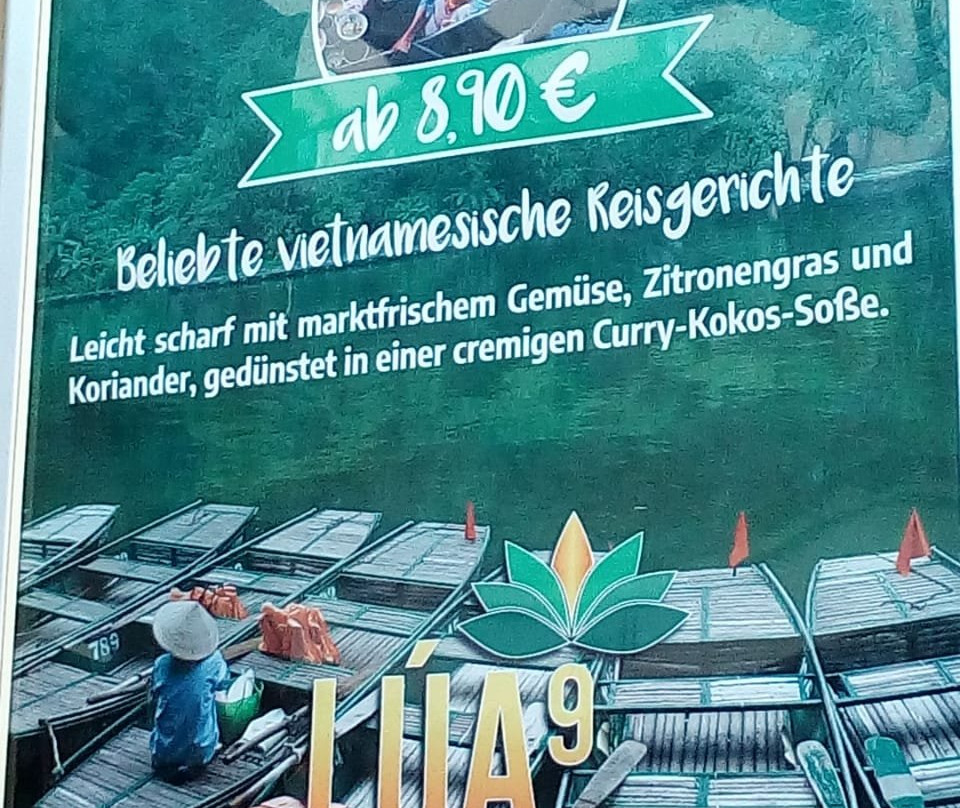 ab 8,90 €
Beliebte vietnamesische Reisgerichte
Leicht scharf mit marktfrischem Gemüse, Zitronengras und
Koriander, gedünstet in einer cremigen Curry-Kokos-Soße.
789
LÚA9